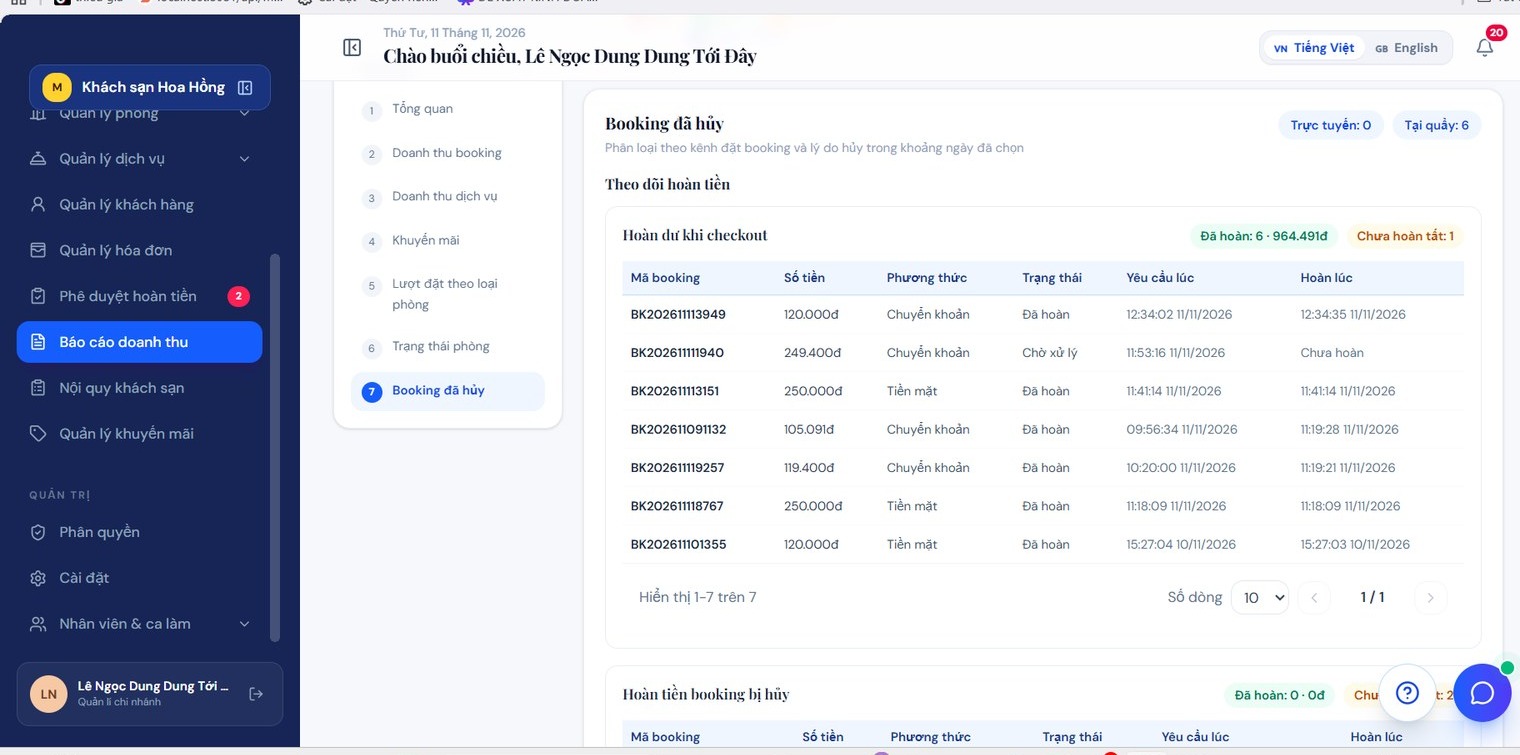 Thứ Tư, 11 Tháng 11, 2026
Chào buổi chiều, Lê Ngọc Dung Dung Tới Đây
VN Tiếng Việt GB English
20
M Khách sạn Hoa Hồng
Quản lý phòng
Quản lý dịch vụ
Quản lý khách hàng
Quản lý hóa đơn
Phê duyệt hoàn tiền 2
Báo cáo doanh thu
Nội quy khách sạn
Quản lý khuyến mãi
QUẢN TRỊ
Phân quyền
Cài đặt
Nhân viên & ca làm
LN Lê Ngọc Dung Dung Tới ...
Quản lí chi nhánh
1 Tổng quan
2 Doanh thu booking
3 Doanh thu dịch vụ
4 Khuyến mãi
5 Lượt đặt theo loại
phòng
6 Trạng thái phòng
7 Booking đã hủy
Booking đã hủy
Trực tuyến: 0 Tại quầy: 6
Phân loại theo kênh đặt booking và lý do hủy trong khoảng ngày đã chọn
Theo dõi hoàn tiền
Hoàn dư khi checkout Đã hoàn: 6 · 964.491đ Chưa hoàn tất: 1
Mã booking Số tiền Phương thức Trạng thái Yêu cầu lúc Hoàn lúc
BK202611113949 120.000đ Chuyển khoản Đã hoàn 12:34:02 11/11/2026 12:34:35 11/11/2026
BK202611111940 249.400đ Chuyển khoản Chờ xử lý 11:53:16 11/11/2026 Chưa hoàn
BK202611113151 250.000đ Tiền mặt Đã hoàn 11:41:14 11/11/2026 11:41:14 11/11/2026
BK202611091132 105.091đ Chuyển khoản Đã hoàn 09:56:34 11/11/2026 11:19:28 11/11/2026
BK202611119257 119.400đ Chuyển khoản Đã hoàn 10:20:00 11/11/2026 11:19:21 11/11/2026
BK202611118767 250.000đ Tiền mặt Đã hoàn 11:18:09 11/11/2026 11:18:09 11/11/2026
BK202611101355 120.000đ Tiền mặt Đã hoàn 15:27:04 10/11/2026 15:27:03 10/11/2026
Hiển thị 1-7 trên 7 Số dòng 10 1 / 1
Hoàn tiền booking bị hủy Đã hoàn: 0 · 0đ
Mã booking Số tiền Phương thức Trạng thái Yêu cầu lúc Hoàn lúc